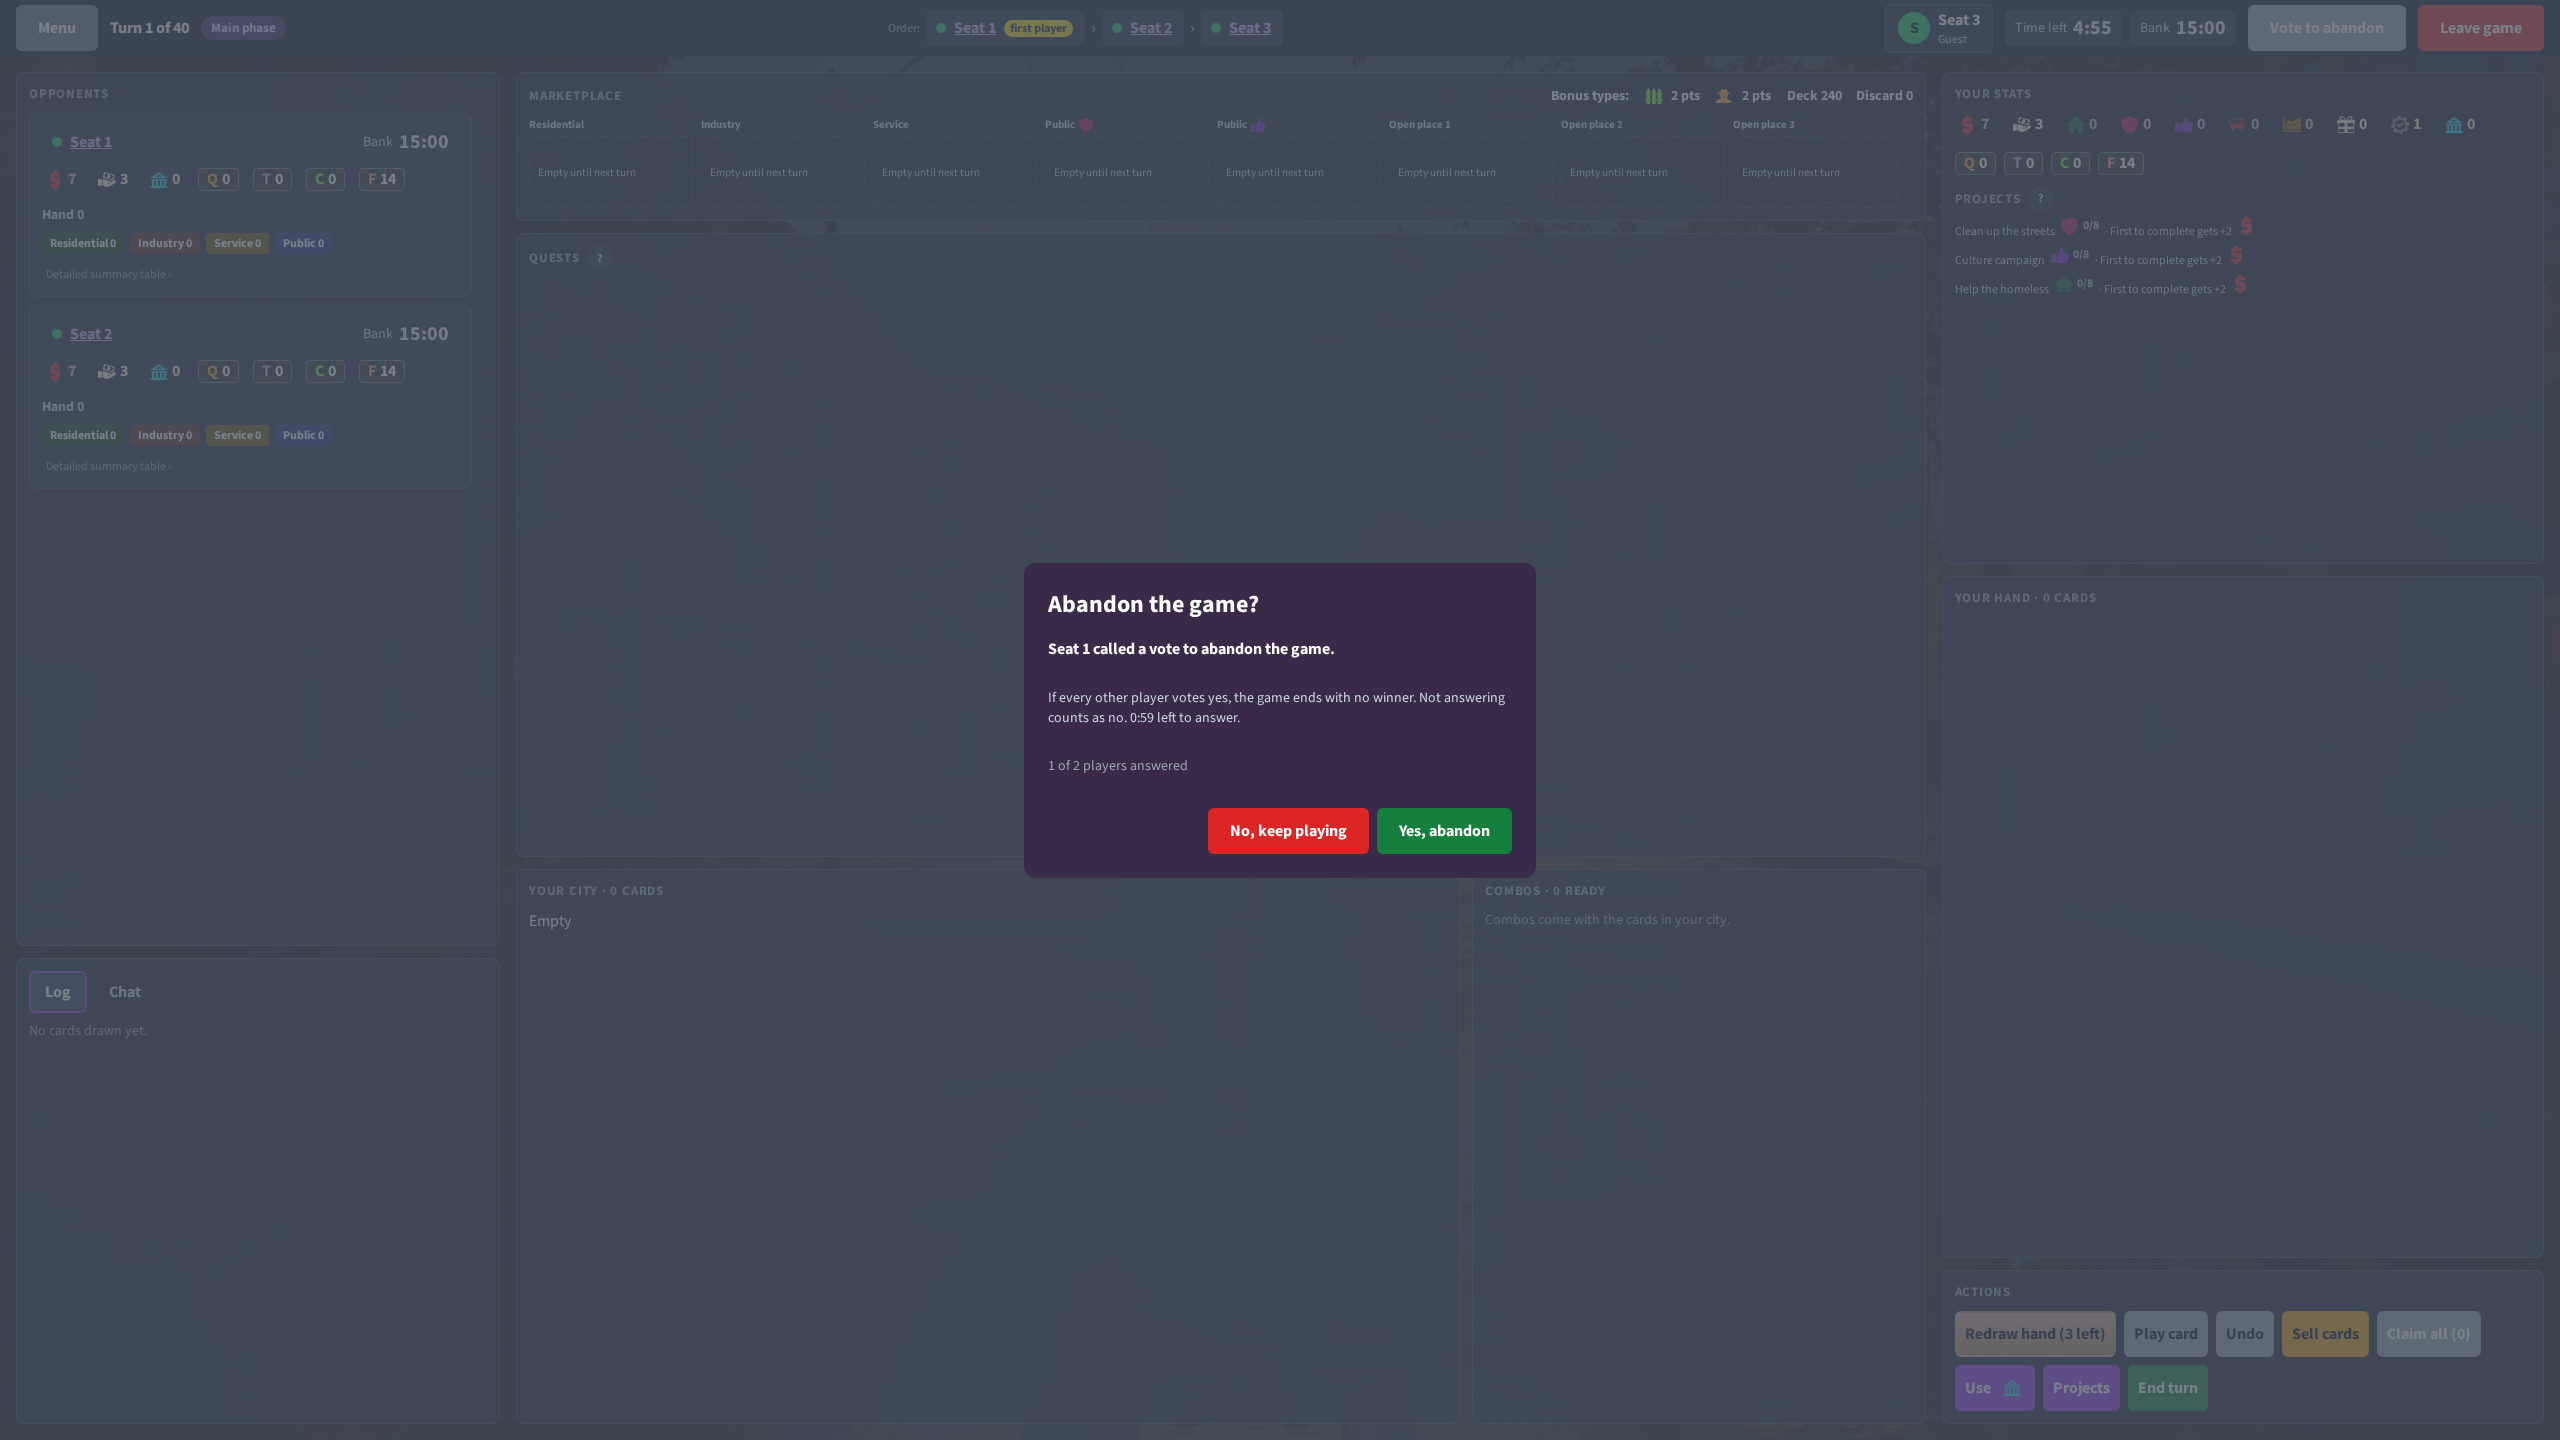 Menu
Turn 1 of 40
Main phase
Order:
Seat 1
first player
›
Seat 2
›
Seat 3
S
Seat 3
Guest
Time left 4:55
Bank 15:00
Vote to abandon
Leave game
OPPONENTS
Seat 1
Bank 15:00
7 3 0 Q 0 T 0 C 0 F 14
Hand 0
Residential 0 Industry 0 Service 0 Public 0
Detailed summary table ›
Seat 2
Bank 15:00
7 3 0 Q 0 T 0 C 0 F 14
Hand 0
Residential 0 Industry 0 Service 0 Public 0
Detailed summary table ›
Log
Chat
No cards drawn yet.
MARKETPLACE
Bonus types: 2 pts 2 pts Deck 240 Discard 0
Residential Industry Service Public Public Open place 1 Open place 2 Open place 3
Empty until next turn Empty until next turn Empty until next turn Empty until next turn Empty until next turn Empty until next turn Empty until next turn Empty until next turn
QUESTS ?
Abandon the game?
Seat 1 called a vote to abandon the game.
If every other player votes yes, the game ends with no winner. Not answering
counts as no. 0:59 left to answer.
1 of 2 players answered
No, keep playing
Yes, abandon
YOUR CITY · 0 CARDS
Empty
COMBOS · 0 READY
Combos come with the cards in your city.
YOUR STATS
$ 7 3 0 0 0 0 0 0 1 0
Q 0 T 0 C 0 F 14
PROJECTS ?
Clean up the streets 0/8 · First to complete gets +2 $
Culture campaign 0/8 · First to complete gets +2 $
Help the homeless 0/8 · First to complete gets +2 $
YOUR HAND · 0 CARDS
ACTIONS
Redraw hand (3 left)
Play card
Undo
Sell cards
Claim all (0)
Use
Projects
End turn